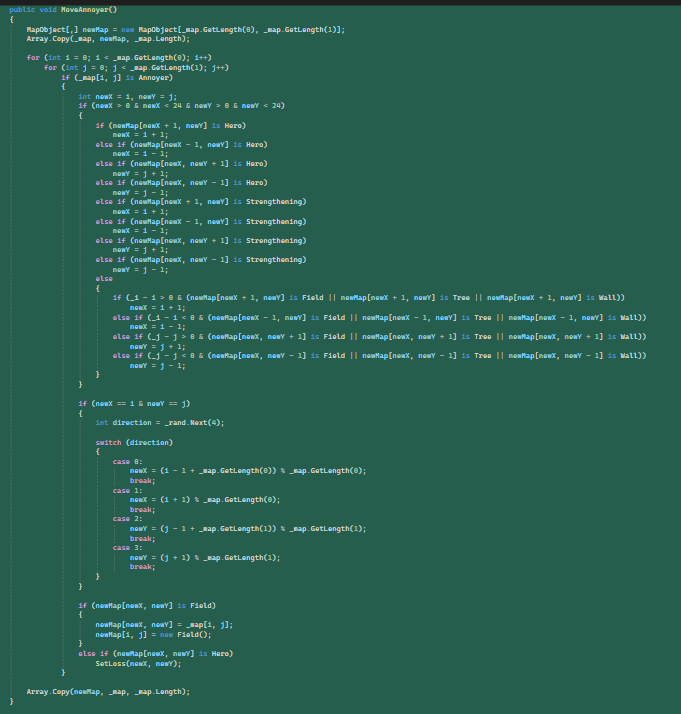 public void MoveAnnoyer()
{
MapObject[,] newMap = new MapObject[_map.GetLength(0), _map.GetLength(1)];
Array.Copy(_map, newMap, _map.Length);
for (int i = 0; i < _map.GetLength(0); i++)
for (int j = 0; j < _map.GetLength(1); j++)
if (_map[i, j] is Annoyer)
{
int newX = i, newY = j;
if (newX > 0 & newX < 24 & newY > 0 & newY < 24)
{
if (newMap[newX + 1, newY] is Hero)
newX = i + 1;
else if (newMap[newX - 1, newY] is Hero)
newX = i - 1;
else if (newMap[newX, newY + 1] is Hero)
newY = j + 1;
else if (newMap[newX, newY - 1] is Hero)
newY = j - 1;
else if (newMap[newX + 1, newY] is Strengthening)
newX = i + 1;
else if (newMap[newX - 1, newY] is Strengthening)
newX = i - 1;
else if (newMap[newX, newY + 1] is Strengthening)
newY = j + 1;
else if (newMap[newX, newY - 1] is Strengthening)
newY = j - 1;
else
{
if (_i - i > 0 & (newMap[newX + 1, newY] is Field || newMap[newX + 1, newY] is Tree || newMap[newX + 1, newY] is Wall))
newX = i + 1;
else if (_i - i < 0 & (newMap[newX - 1, newY] is Field || newMap[newX - 1, newY] is Tree || newMap[newX - 1, newY] is Wall))
newX = i - 1;
else if (_j - j > 0 & (newMap[newX, newY + 1] is Field || newMap[newX, newY + 1] is Tree || newMap[newX, newY + 1] is Wall))
newY = j + 1;
else if (_j - j < 0 & (newMap[newX, newY - 1] is Field || newMap[newX, newY - 1] is Tree || newMap[newX, newY - 1] is Wall))
newY = j - 1;
}
}
if (newX == i & newY == j)
{
int direction = _rand.Next(4);
switch (direction)
{
case 0:
newX = (i - 1 + _map.GetLength(0)) % _map.GetLength(0);
break;
case 1:
newX = (i + 1) % _map.GetLength(0);
break;
case 2:
newY = (j - 1 + _map.GetLength(1)) % _map.GetLength(1);
break;
case 3:
newY = (j + 1) % _map.GetLength(1);
break;
}
}
if (newMap[newX, newY] is Field)
{
newMap[newX, newY] = _map[i, j];
newMap[i, j] = new Field();
}
else if (newMap[newX, newY] is Hero)
SetLoss(newX, newY);
}
Array.Copy(newMap, _map, _map.Length);
}